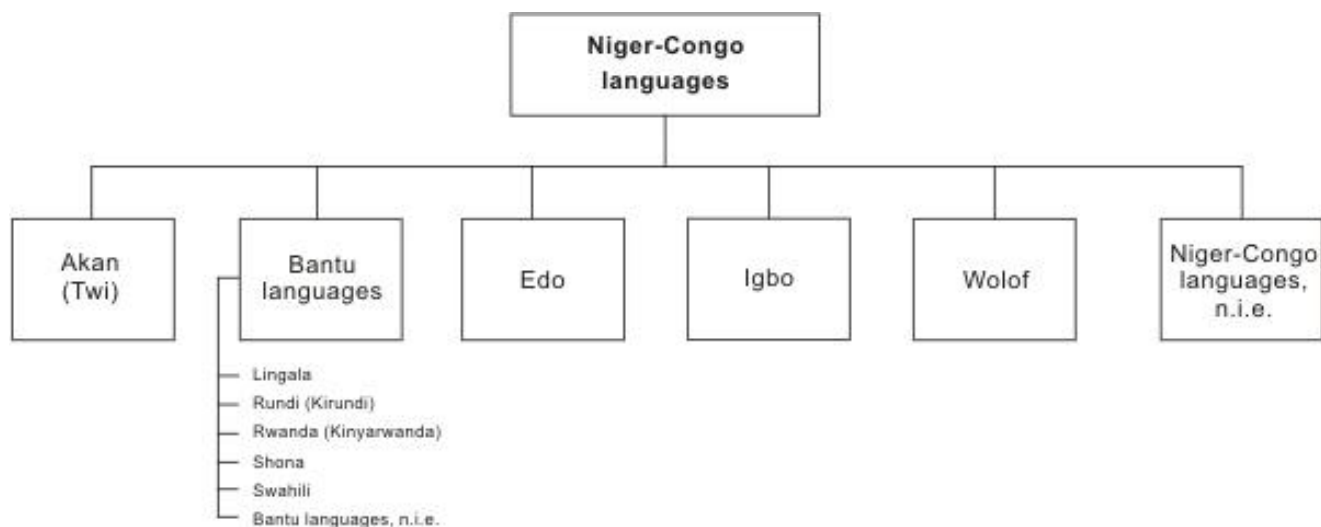 Niger-Congo
languages
Akan
(Twi)
Bantu
languages
Edo
Igbo
Wolof
Niger-Congo
languages,
n.i.e.
Lingala
Rundi (Kirundi)
Rwanda (Kinyarwanda)
Shona
Swahili
Bantu languages, n.i.e.